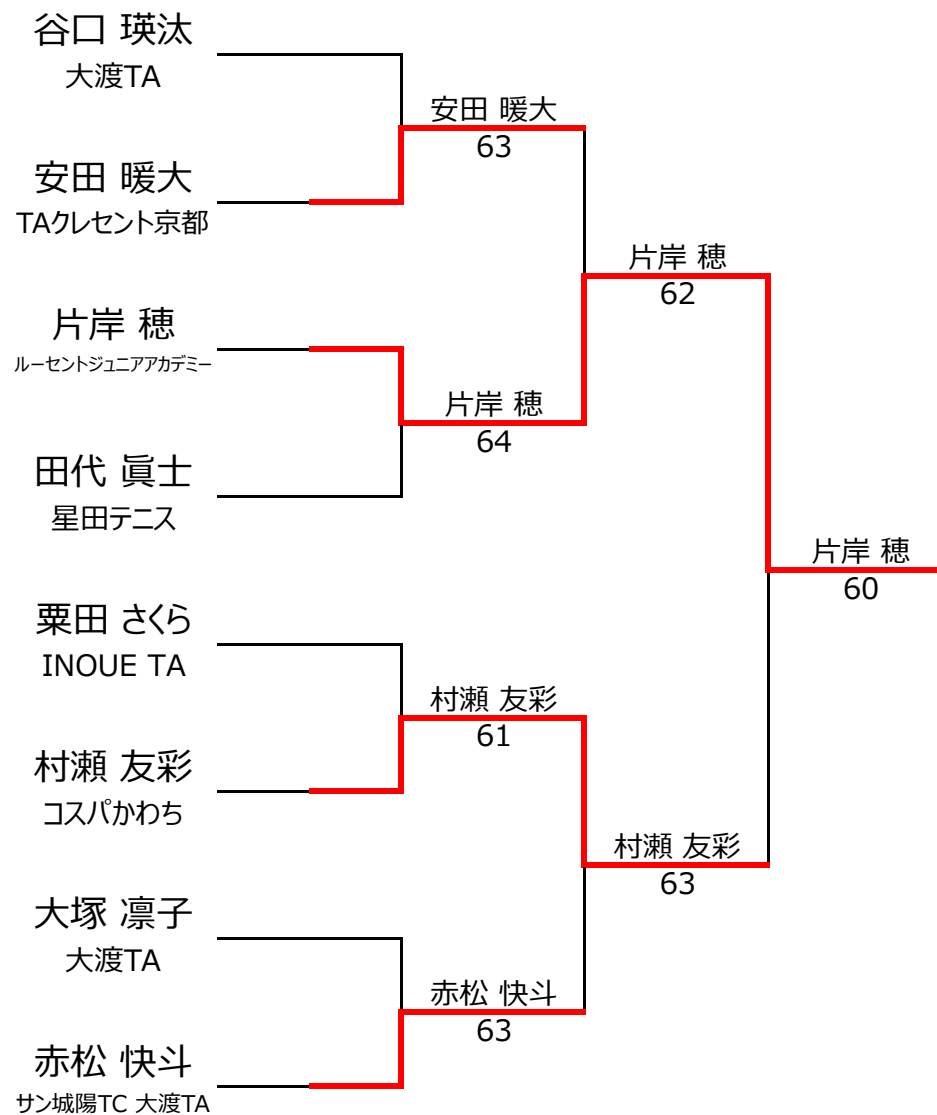 谷口 瑛汰
大渡TA
安田 暖大
63
安田 暖大
TAクレセント京都
片岸 穂
62
片岸 穂
ルーセントジュニアアカデミー
片岸 穂
64
田代 眞士
星田テニス
片岸 穂
60
粟田 さくら
INOUE TA
村瀬 友彩
61
村瀬 友彩
コスパかわち
村瀬 友彩
63
大塚 凛子
大渡TA
赤松 快斗
63
赤松 快斗
サン城陽TC 大渡TA